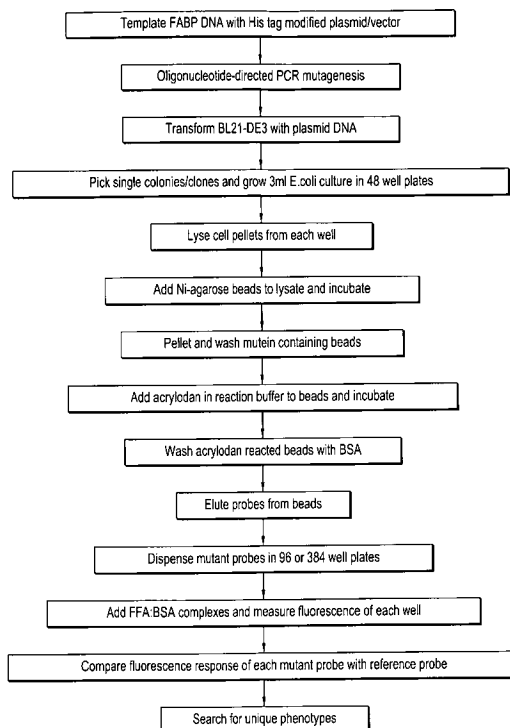 Template FABP DNA with His tag modified plasmid/vector
Oligonucleotide-directed PCR mutagenesis
Transform BL21-DE3 with plasmid DNA
Pick single colonies/clones and grow 3ml E.coli culture in 48 well plates
Lyse cell pellets from each well
Add Ni-agarose beads to lysate and incubate
Pellet and wash mutein containing beads
Add acrylodan in reaction buffer to beads and incubate
Wash acrylodan reacted beads with BSA
Elute probes from beads
Dispense mutant probes in 96 or 384 well plates
Add FFA:BSA complexes and measure fluorescence of each well
Compare fluorescence response of each mutant probe with reference probe
Search for unique phenotypes